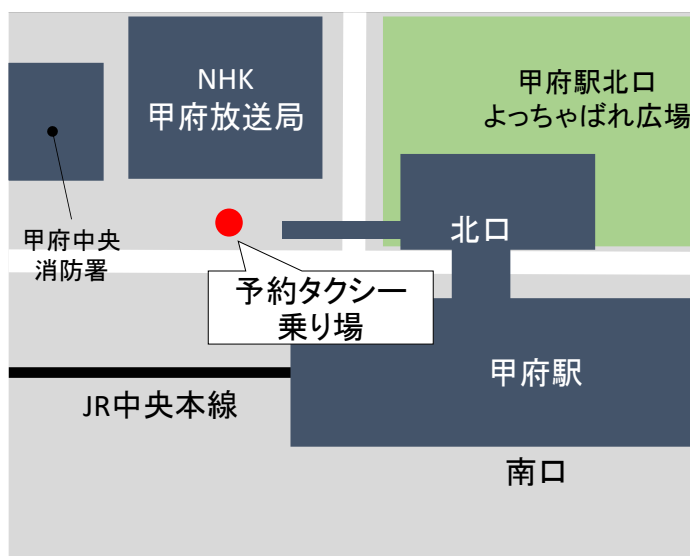 NHK
甲府放送局
甲府駅北口
よっちゃばれ広場
甲府中央
消防署
北口
予約タクシー
乗り場
甲府駅
JR中央本線
南口